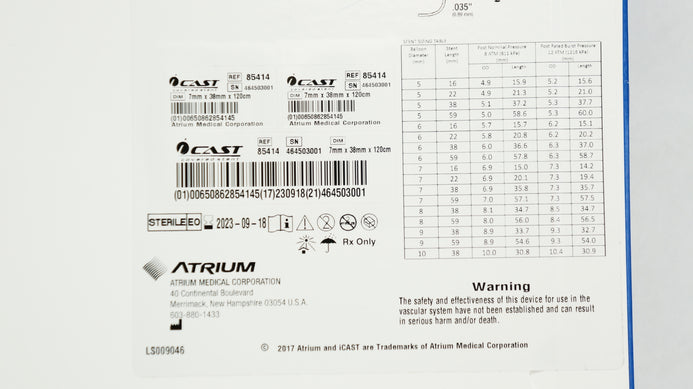 .035"
(0.89 mm)
iCAST
covered stent
REF 85414
SN 464503001
DIM 7mm x 38mm x 120cm
(01)00650862854145
Atrium Medical Corporation
iCAST
covered stent
REF 85414
SN 464503001
DIM 7mm x 38mm x 120cm
(01)00650862854145
Atrium Medical Corporation
iCAST
covered stent
REF SN DIM
85414 464503001 7mm x 38mm x 120cm
(01)00650862854145(17)230918(21)464503001
STERILE EO 2023-09-18
Rx Only
ATRIUM
ATRIUM MEDICAL CORPORATION
40 Continental Boulevard
Merrimack, New Hampshire 03054 U.S.A.
603-880-1433
LS009046
STENT SIZING TABLE
Balloon Diameter (mm) Stent Length (mm) Post Nominal Pressure Post Rated Burst Pressure
(mm) (mm)
OD Length OD Length
5 16 4.9 15.9 5.2 15.6
5 22 4.9 21.3 5.2 21.0
5 38 5.1 37.2 5.3 37.7
5 59 5.0 58.6 5.3 60.0
6 16 5.7 15.7 6.2 15.1
6 22 5.8 20.8 6.2 20.2
6 38 6.0 36.6 6.3 37.0
6 59 6.0 57.8 6.3 58.7
7 16 6.9 15.0 7.3 14.2
7 22 6.9 20.1 7.4 19.4
7 38 6.9 35.8 7.3 35.7
7 59 7.0 57.1 7.3 57.5
8 38 8.1 34.7 8.5 34.7
8 59 8.0 56.0 8.4 56.5
9 38 8.9 33.7 9.3 32.7
9 59 8.9 54.6 9.3 54.0
10 38 10.0 30.8 10.4 30.9
Warning
The safety and effectiveness of this device for use in the
vascular system have not been established and can result
in serious harm and/or death.
© 2017 Atrium and iCAST are Trademarks of Atrium Medical Corporation